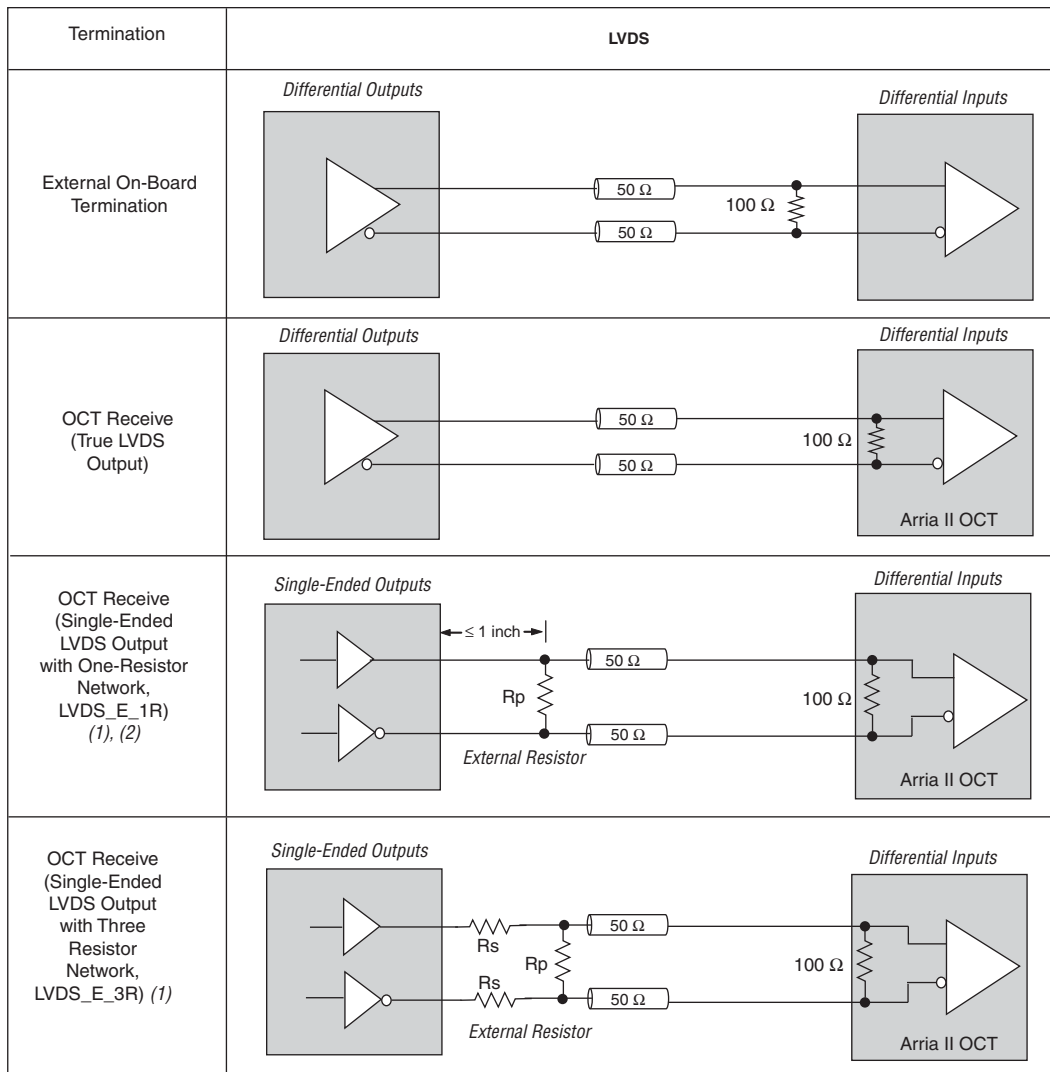 Termination
LVDS
External On-Board
Termination
Differential Outputs
Differential Inputs
50 Ω
100 Ω
50 Ω
OCT Receive
(True LVDS
Output)
Differential Outputs
Differential Inputs
50 Ω
100 Ω
50 Ω
Arria II OCT
OCT Receive
(Single-Ended
LVDS Output
with One-Resistor
Network,
LVDS_E_1R)
(1), (2)
Single-Ended Outputs
Differential Inputs
≤ 1 inch
50 Ω
Rp
100 Ω
50 Ω
External Resistor
Arria II OCT
OCT Receive
(Single-Ended
LVDS Output
with Three
Resistor
Network,
LVDS_E_3R) (1)
Single-Ended Outputs
Differential Inputs
50 Ω
Rs
Rp
100 Ω
Rs
50 Ω
External Resistor
Arria II OCT